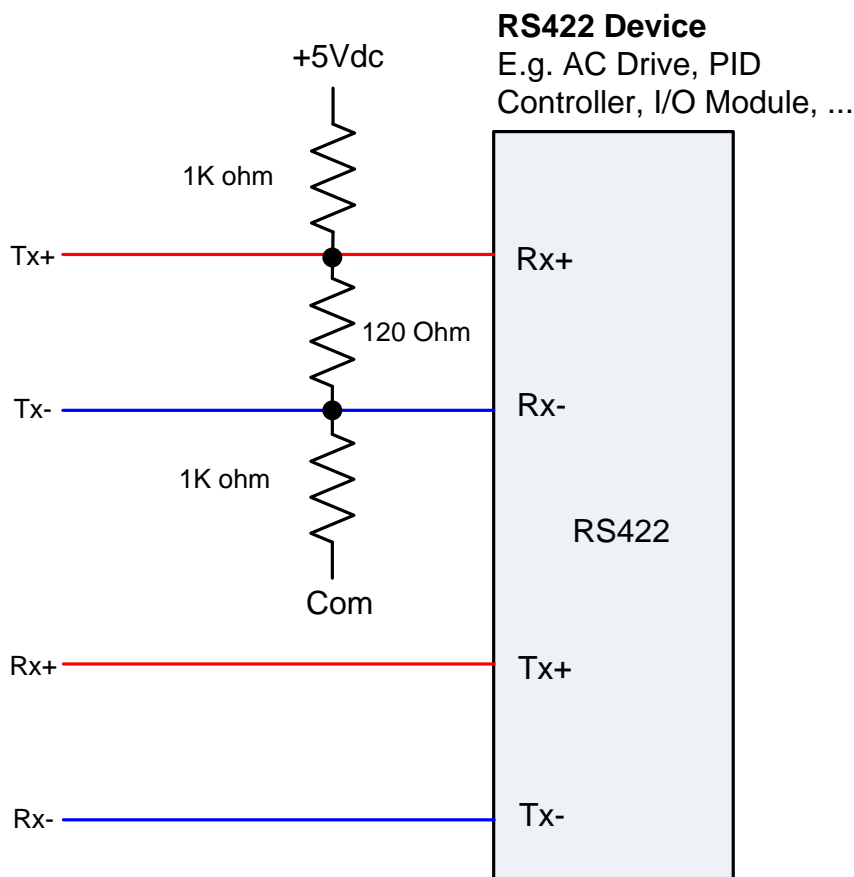 RS422 Device
E.g. AC Drive, PID
Controller, I/O Module, ...
+5Vdc
1K ohm
Tx+
Rx+
120 Ohm
Tx-
Rx-
1K ohm
RS422
Com
Rx+
Tx+
Rx-
Tx-